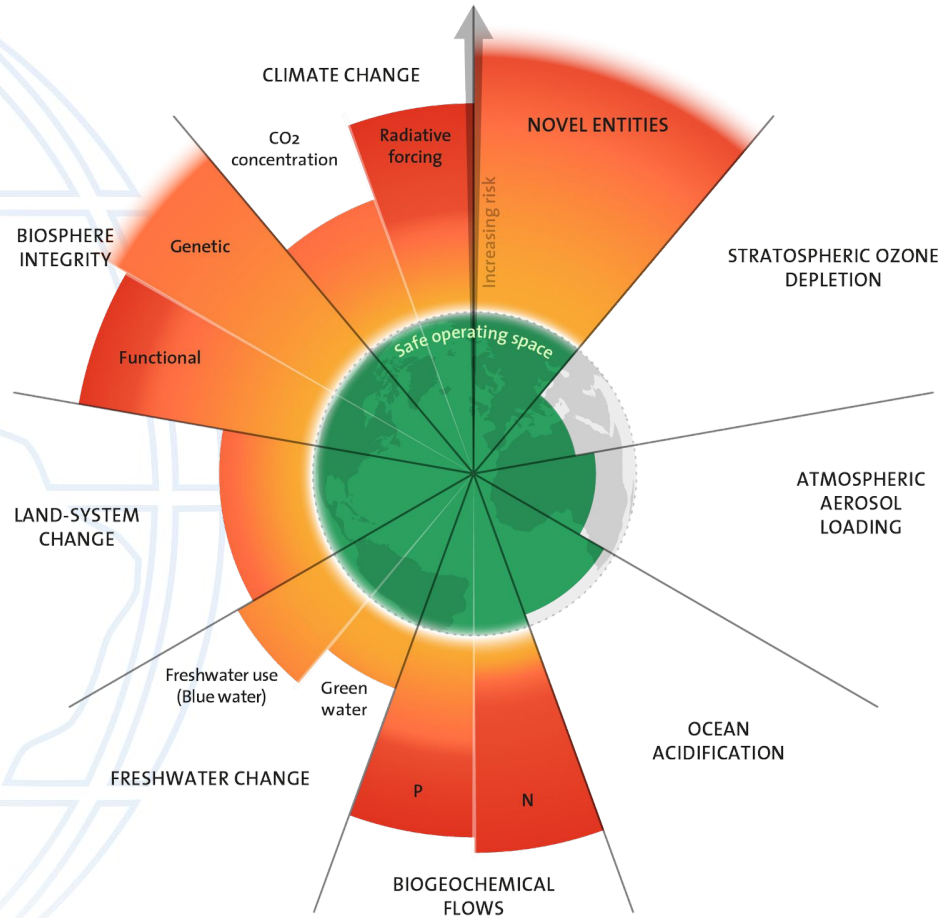 CLIMATE CHANGE
CO2
concentration
Radiative
forcing
NOVEL ENTITIES
Increasing risk
BIOSPHERE
INTEGRITY
Genetic
Functional
STRATOSPHERIC OZONE
DEPLETION
Safe operating space
LAND-SYSTEM
CHANGE
ATMOSPHERIC
AEROSOL
LOADING
Freshwater use
(Blue water)
Green
water
FRESHWATER CHANGE
OCEAN
ACIDIFICATION
P
N
BIOGEOCHEMICAL
FLOWS